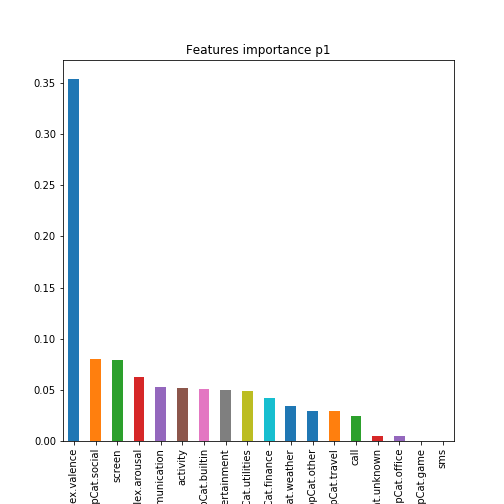 Features importance p1
0.35
0.30
0.25
0.20
0.15
0.10
0.05
0.00
ex.valence
pCat.social
screen
lex.arousal
munication
activity
Cat.builtin
ertainment
Cat.utilities
Cat.finance
at.weather
pCat.other
pCat.travel
call
t.unknown
pCat.office
pCat.game
sms